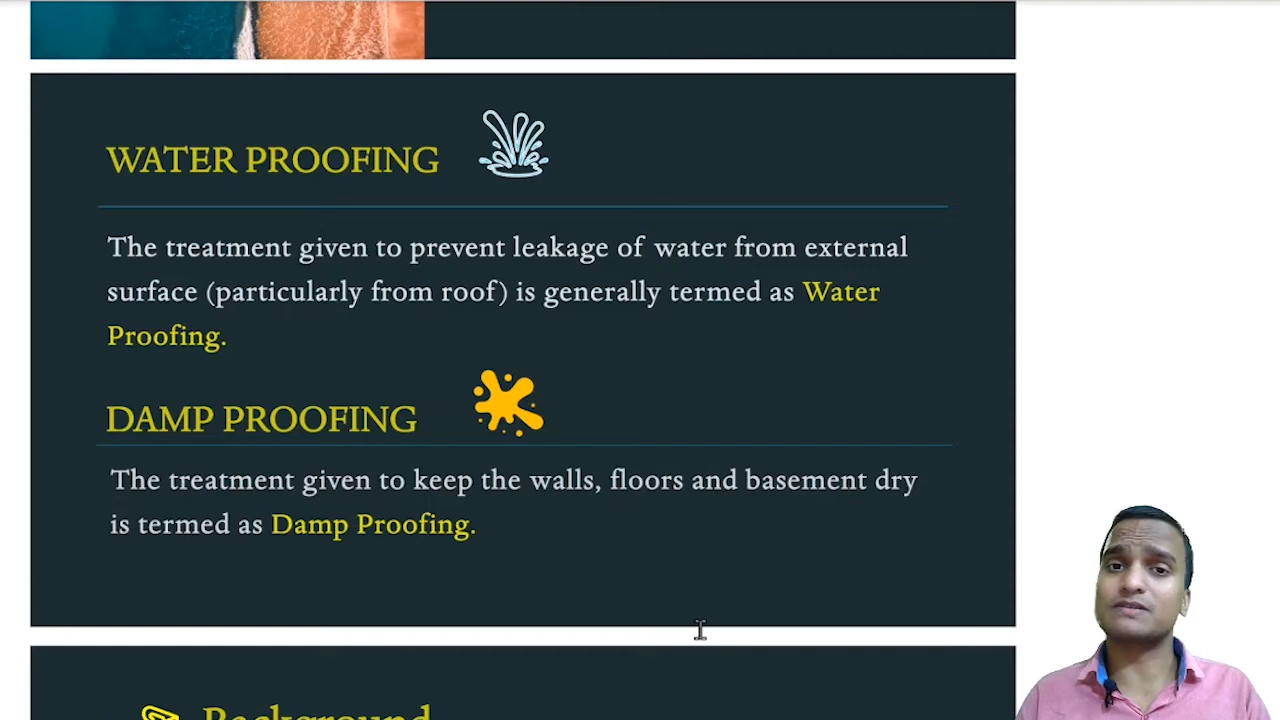 WATER PROOFING
The treatment given to prevent leakage of water from external
surface (particularly from roof) is generally termed as Water
Proofing.
DAMP PROOFING
The treatment given to keep the walls, floors and basement dry
is termed as Damp Proofing.
Background